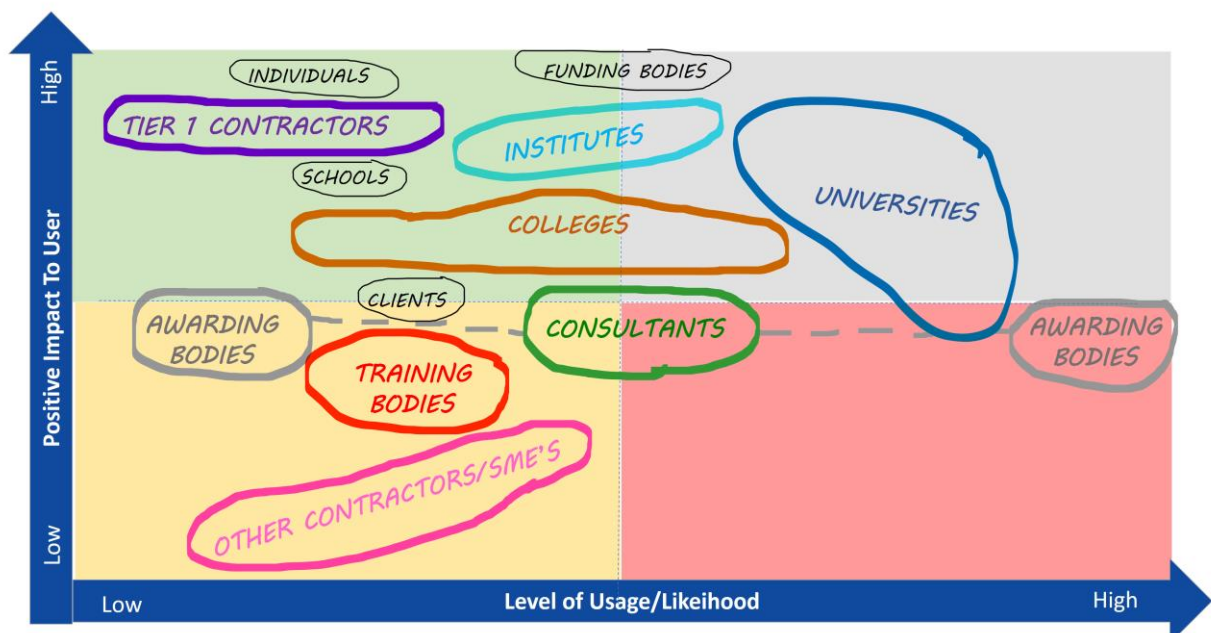 High
INDIVIDUALS
FUNDING BODIES
TIER 1 CONTRACTORS
INSTITUTES
SCHOOLS
UNIVERSITIES
COLLEGES
Positive Impact To User
CLIENTS
AWARDING
BODIES
CONSULTANTS
AWARDING
BODIES
TRAINING
BODIES
OTHER CONTRACTORS/SME'S
Low
Low
Level of Usage/Likeihood
High